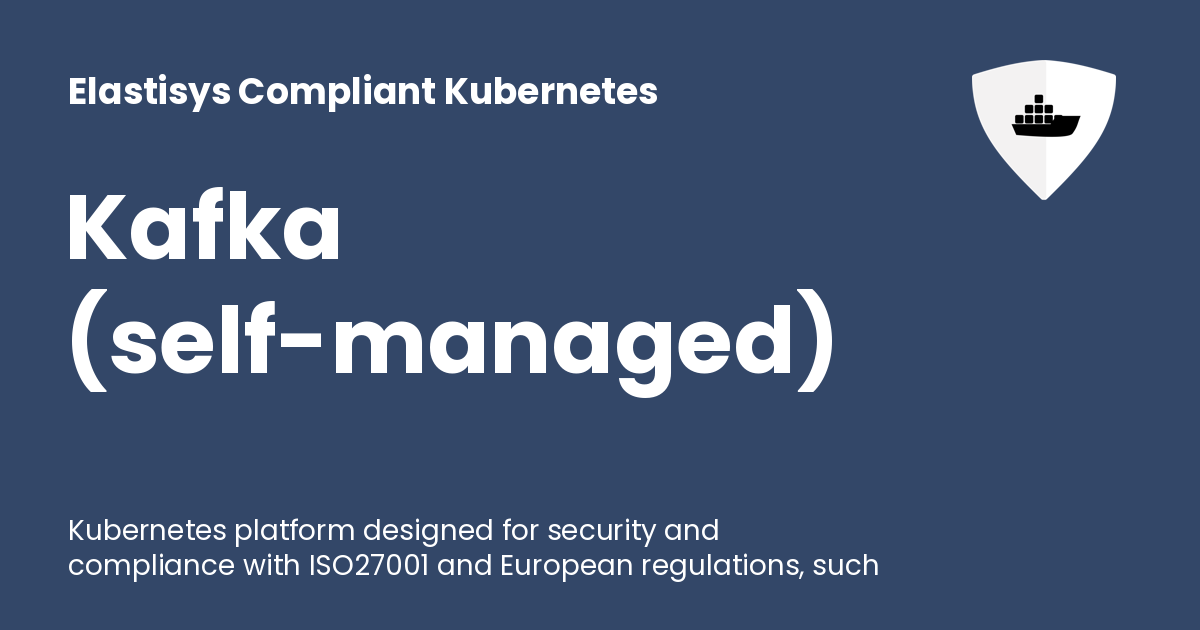 Elastisys Compliant Kubernetes
Kafka
(self-managed)
Kubernetes platform designed for security and
compliance with ISO27001 and European regulations, such